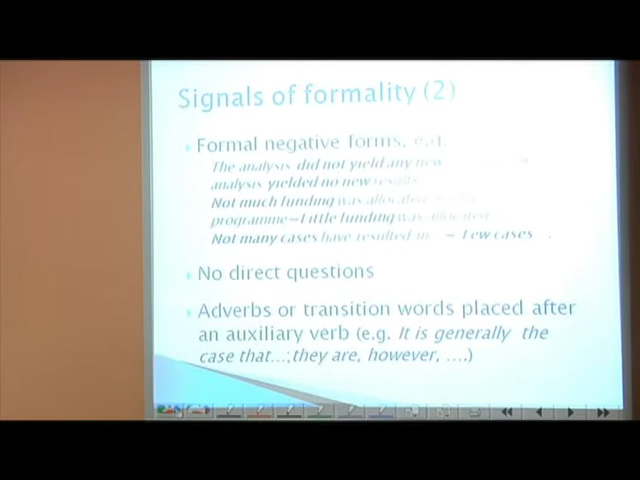 Signals of formality (2)
Formal negative forms, e.g.
The analysis did not yield any new
analysis yielded no new results
Not much funding was allocated
programme—Little funding was allocated
Not many cases have resulted in — Few cases
No direct questions
Adverbs or transition words placed after
an auxiliary verb (e.g. It is generally the
case that…;they are, however, ….)